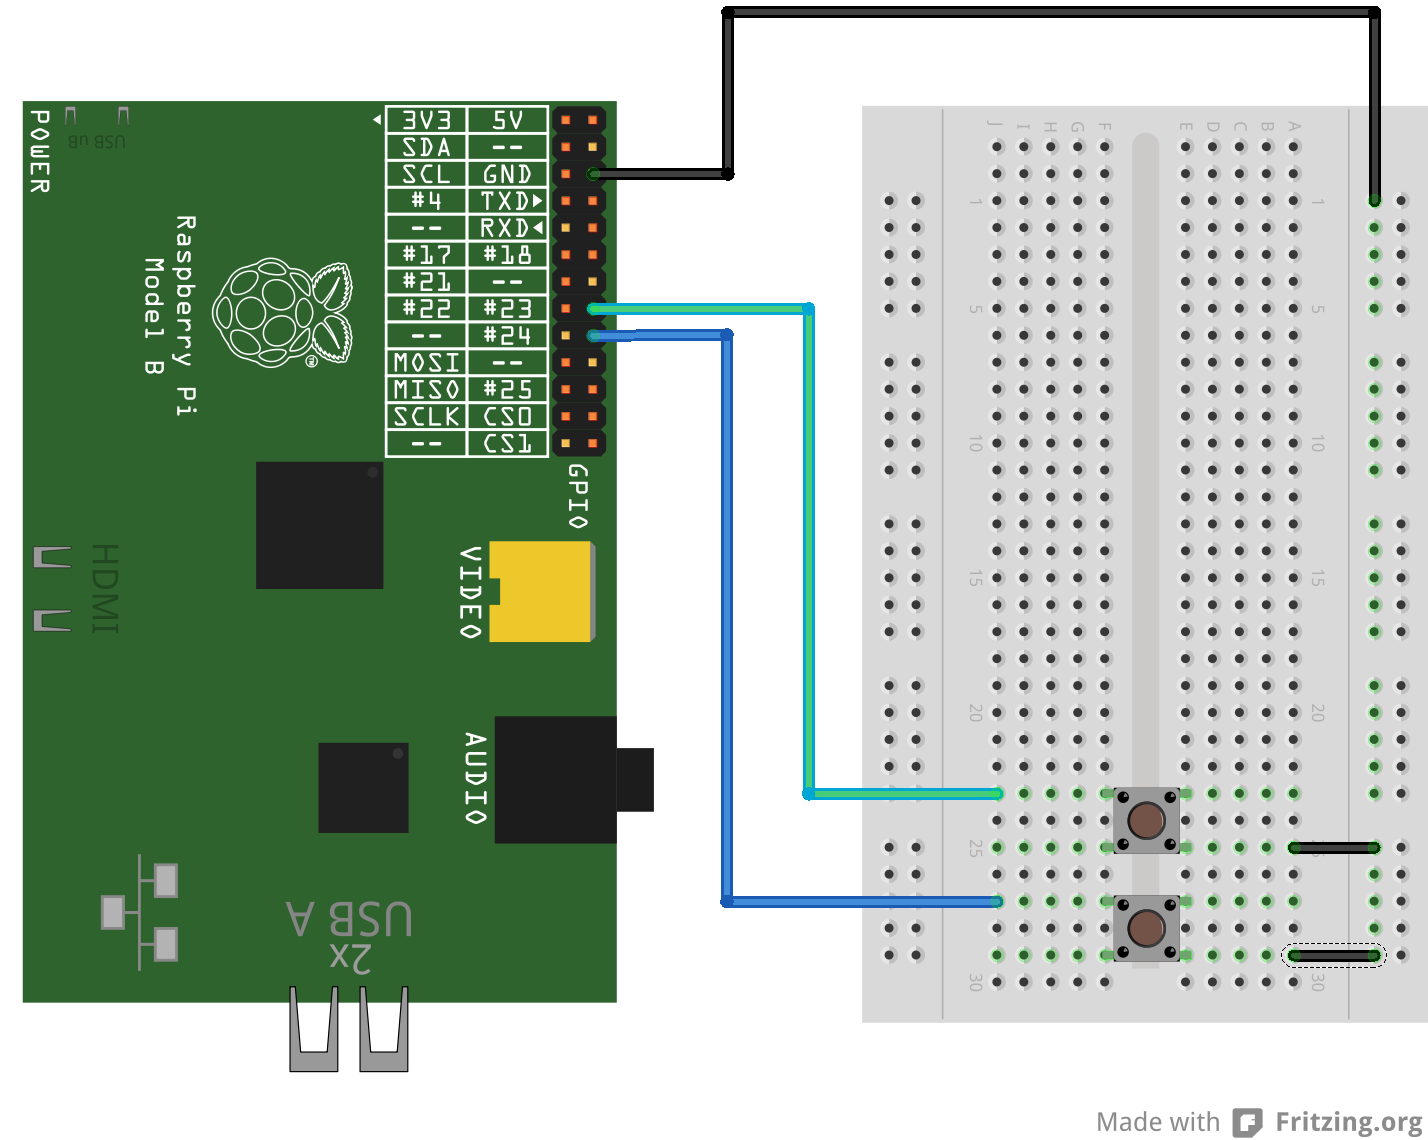 POWER
USB uB
3V3 5V
SDA --
SCL GND
#4 TXD
-- RXD
#17 #18
#21 --
#22 #23
-- #24
MOSI --
MISO #25
SCLK CS0
-- CS1
GPIO
Raspberry Pi
Model B
TM
HDMI
VIDEO
AUDIO
USB A
2x
J I H G F E D C B A
1 1
5 5
10 10
15 15
20 20
25
30 30
Made with Fritzing.org